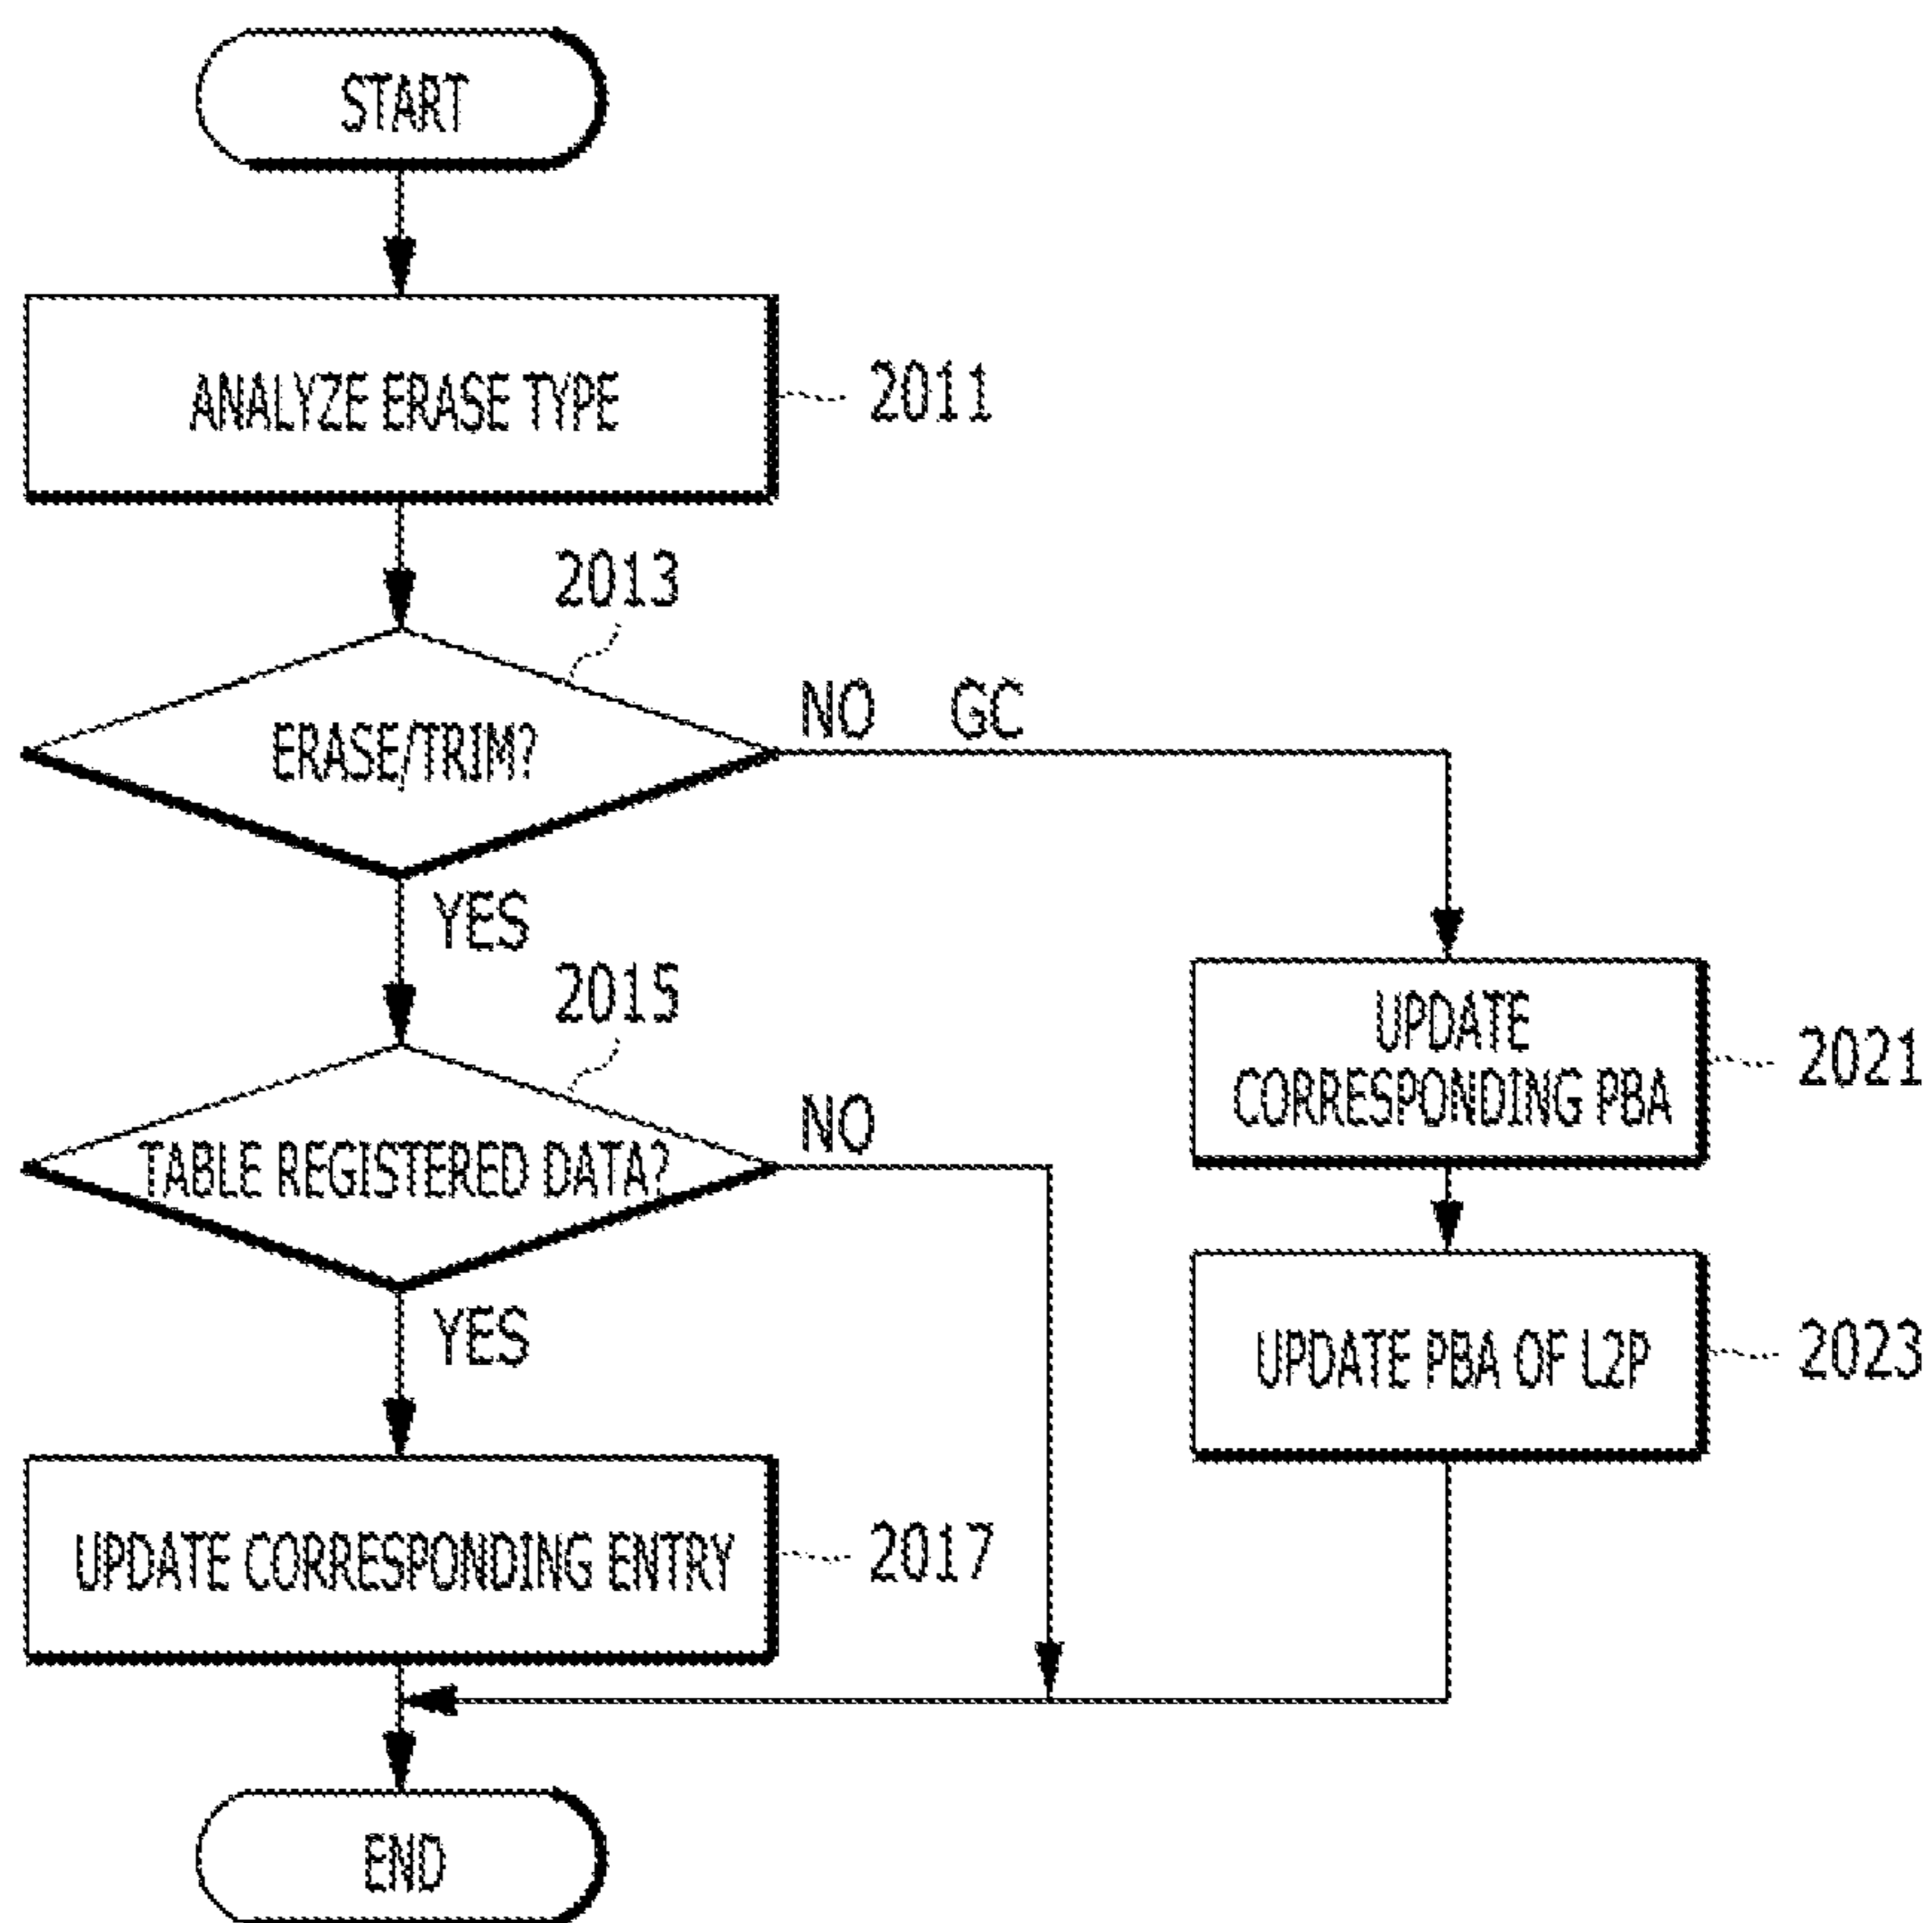 START
ANALYZE ERASE TYPE
2011
2013
ERASE/TRIM?
NO GC
YES
2015
TABLE REGISTERED DATA?
NO
YES
UPDATE
CORRESPONDING PBA
2021
UPDATE PBA OF L2P
2023
UPDATE CORRESPONDING ENTRY
2017
END